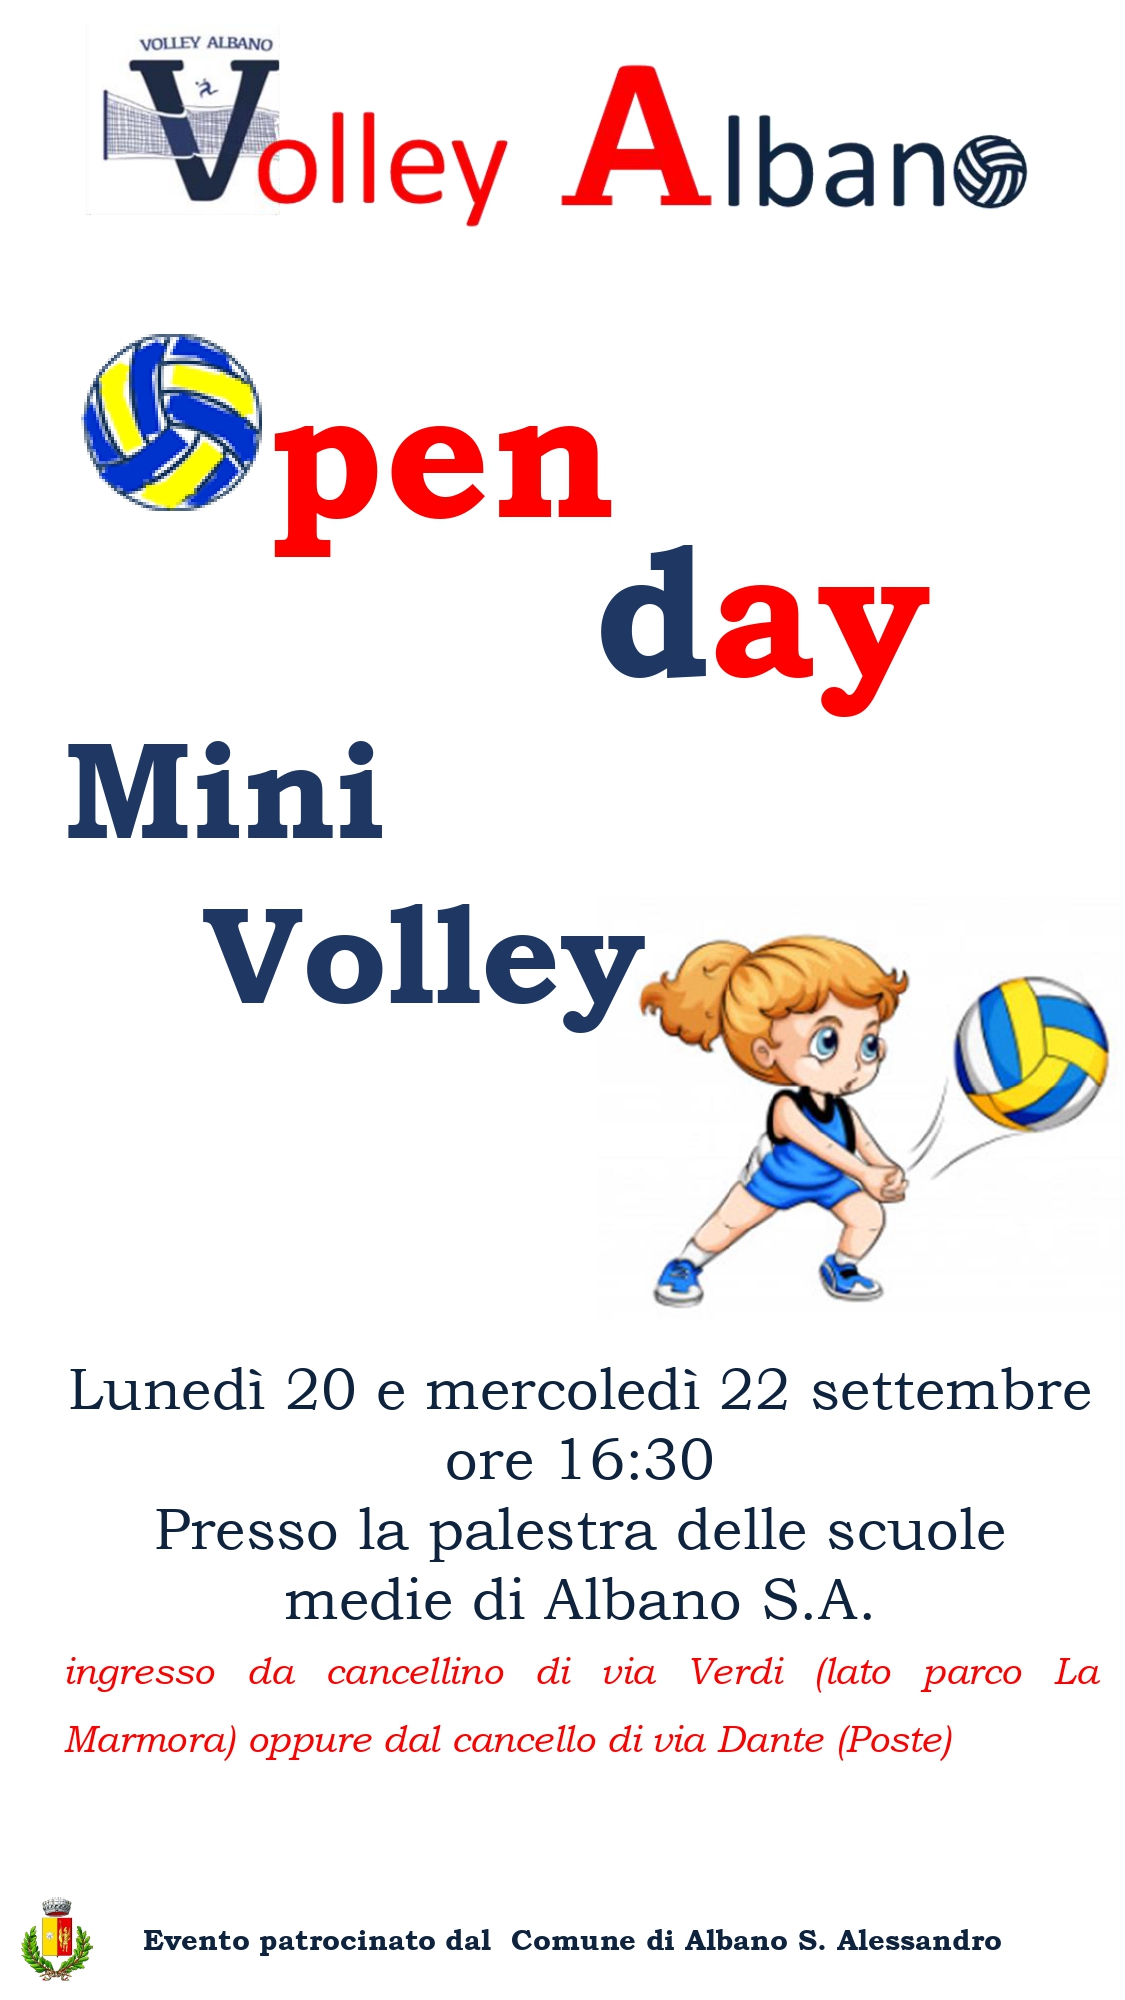 VOLLEY ALBANO
Volley Albano
Open
day
Mini
Volley
Lunedì 20 e mercoledì 22 settembre
ore 16:30
Presso la palestra delle scuole
medie di Albano S.A.
ingresso da cancellino di via Verdi (lato parco La
Marmora) oppure dal cancello di via Dante (Poste)
Evento patrocinato dal Comune di Albano S. Alessandro